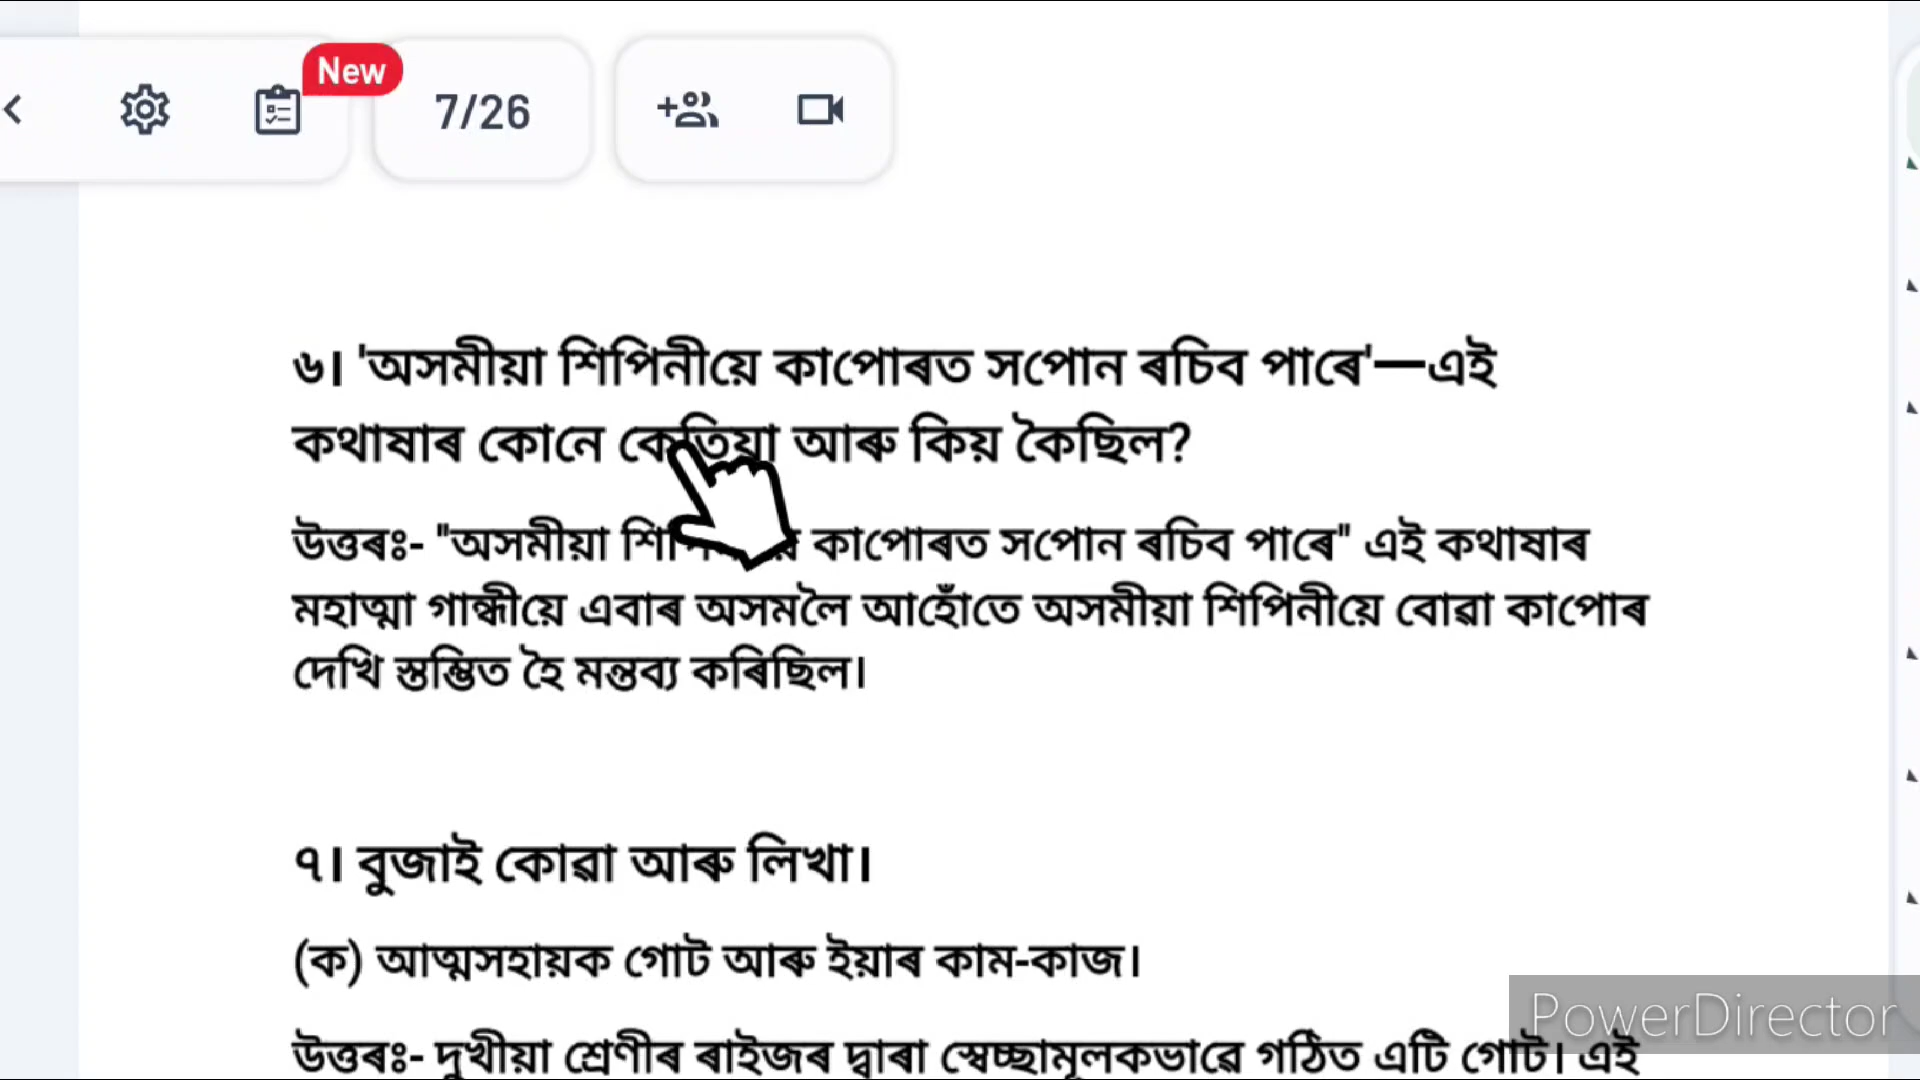 New
7/26
৬। 'অসমীয়া শিপিনীয়ে কাপোৰত সপোন ৰচিব পাৰে'—এই
কথাষাৰ কোনে কেতিয়া আৰু কিয় কৈছিল?
উত্তৰঃ- "অসমীয়া কাপোৰত সপোন ৰচিব পাৰে" এই কথাষাৰ
মহাত্মা গান্ধীয়ে এবাৰ অসমলৈ আহোঁতে অসমীয়া শিপিনীয়ে বোৱা কাপোৰ
দেখি স্তম্ভিত হৈ মন্তব্য কৰিছিল।
৭। বুজাই কোৱা আৰু লিখা।
(ক) আত্মসহায়ক গোট আৰু ইয়াৰ কাম-কাজ।
উত্তৰঃ- দুখীয়া শ্ৰেণীৰ ৰাইজৰ দ্বাৰা স্বেচ্ছামূলকভাৱে গঠিত এটি গোট। এই
PowerDirector